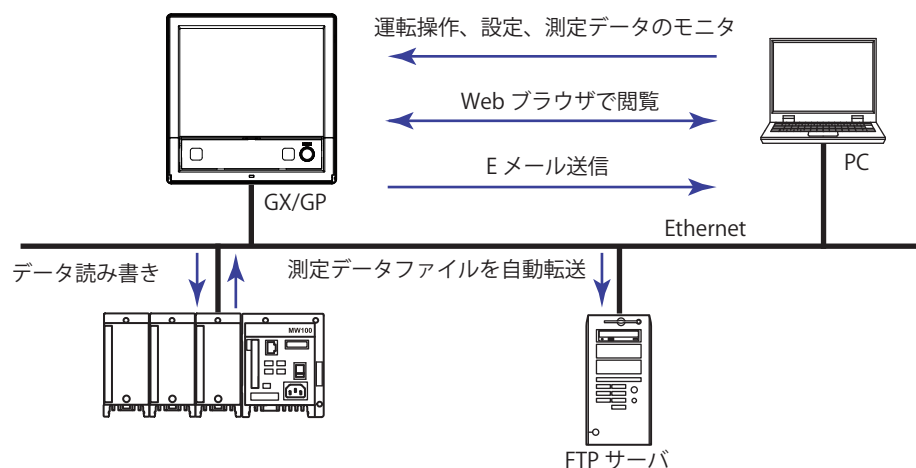 運転操作、設定、測定データのモニタ
Web ブラウザで閲覧
E メール送信
PC
GX/GP
Ethernet
データ読み書き
測定データファイルを自動転送
MW100
FTP サーバ